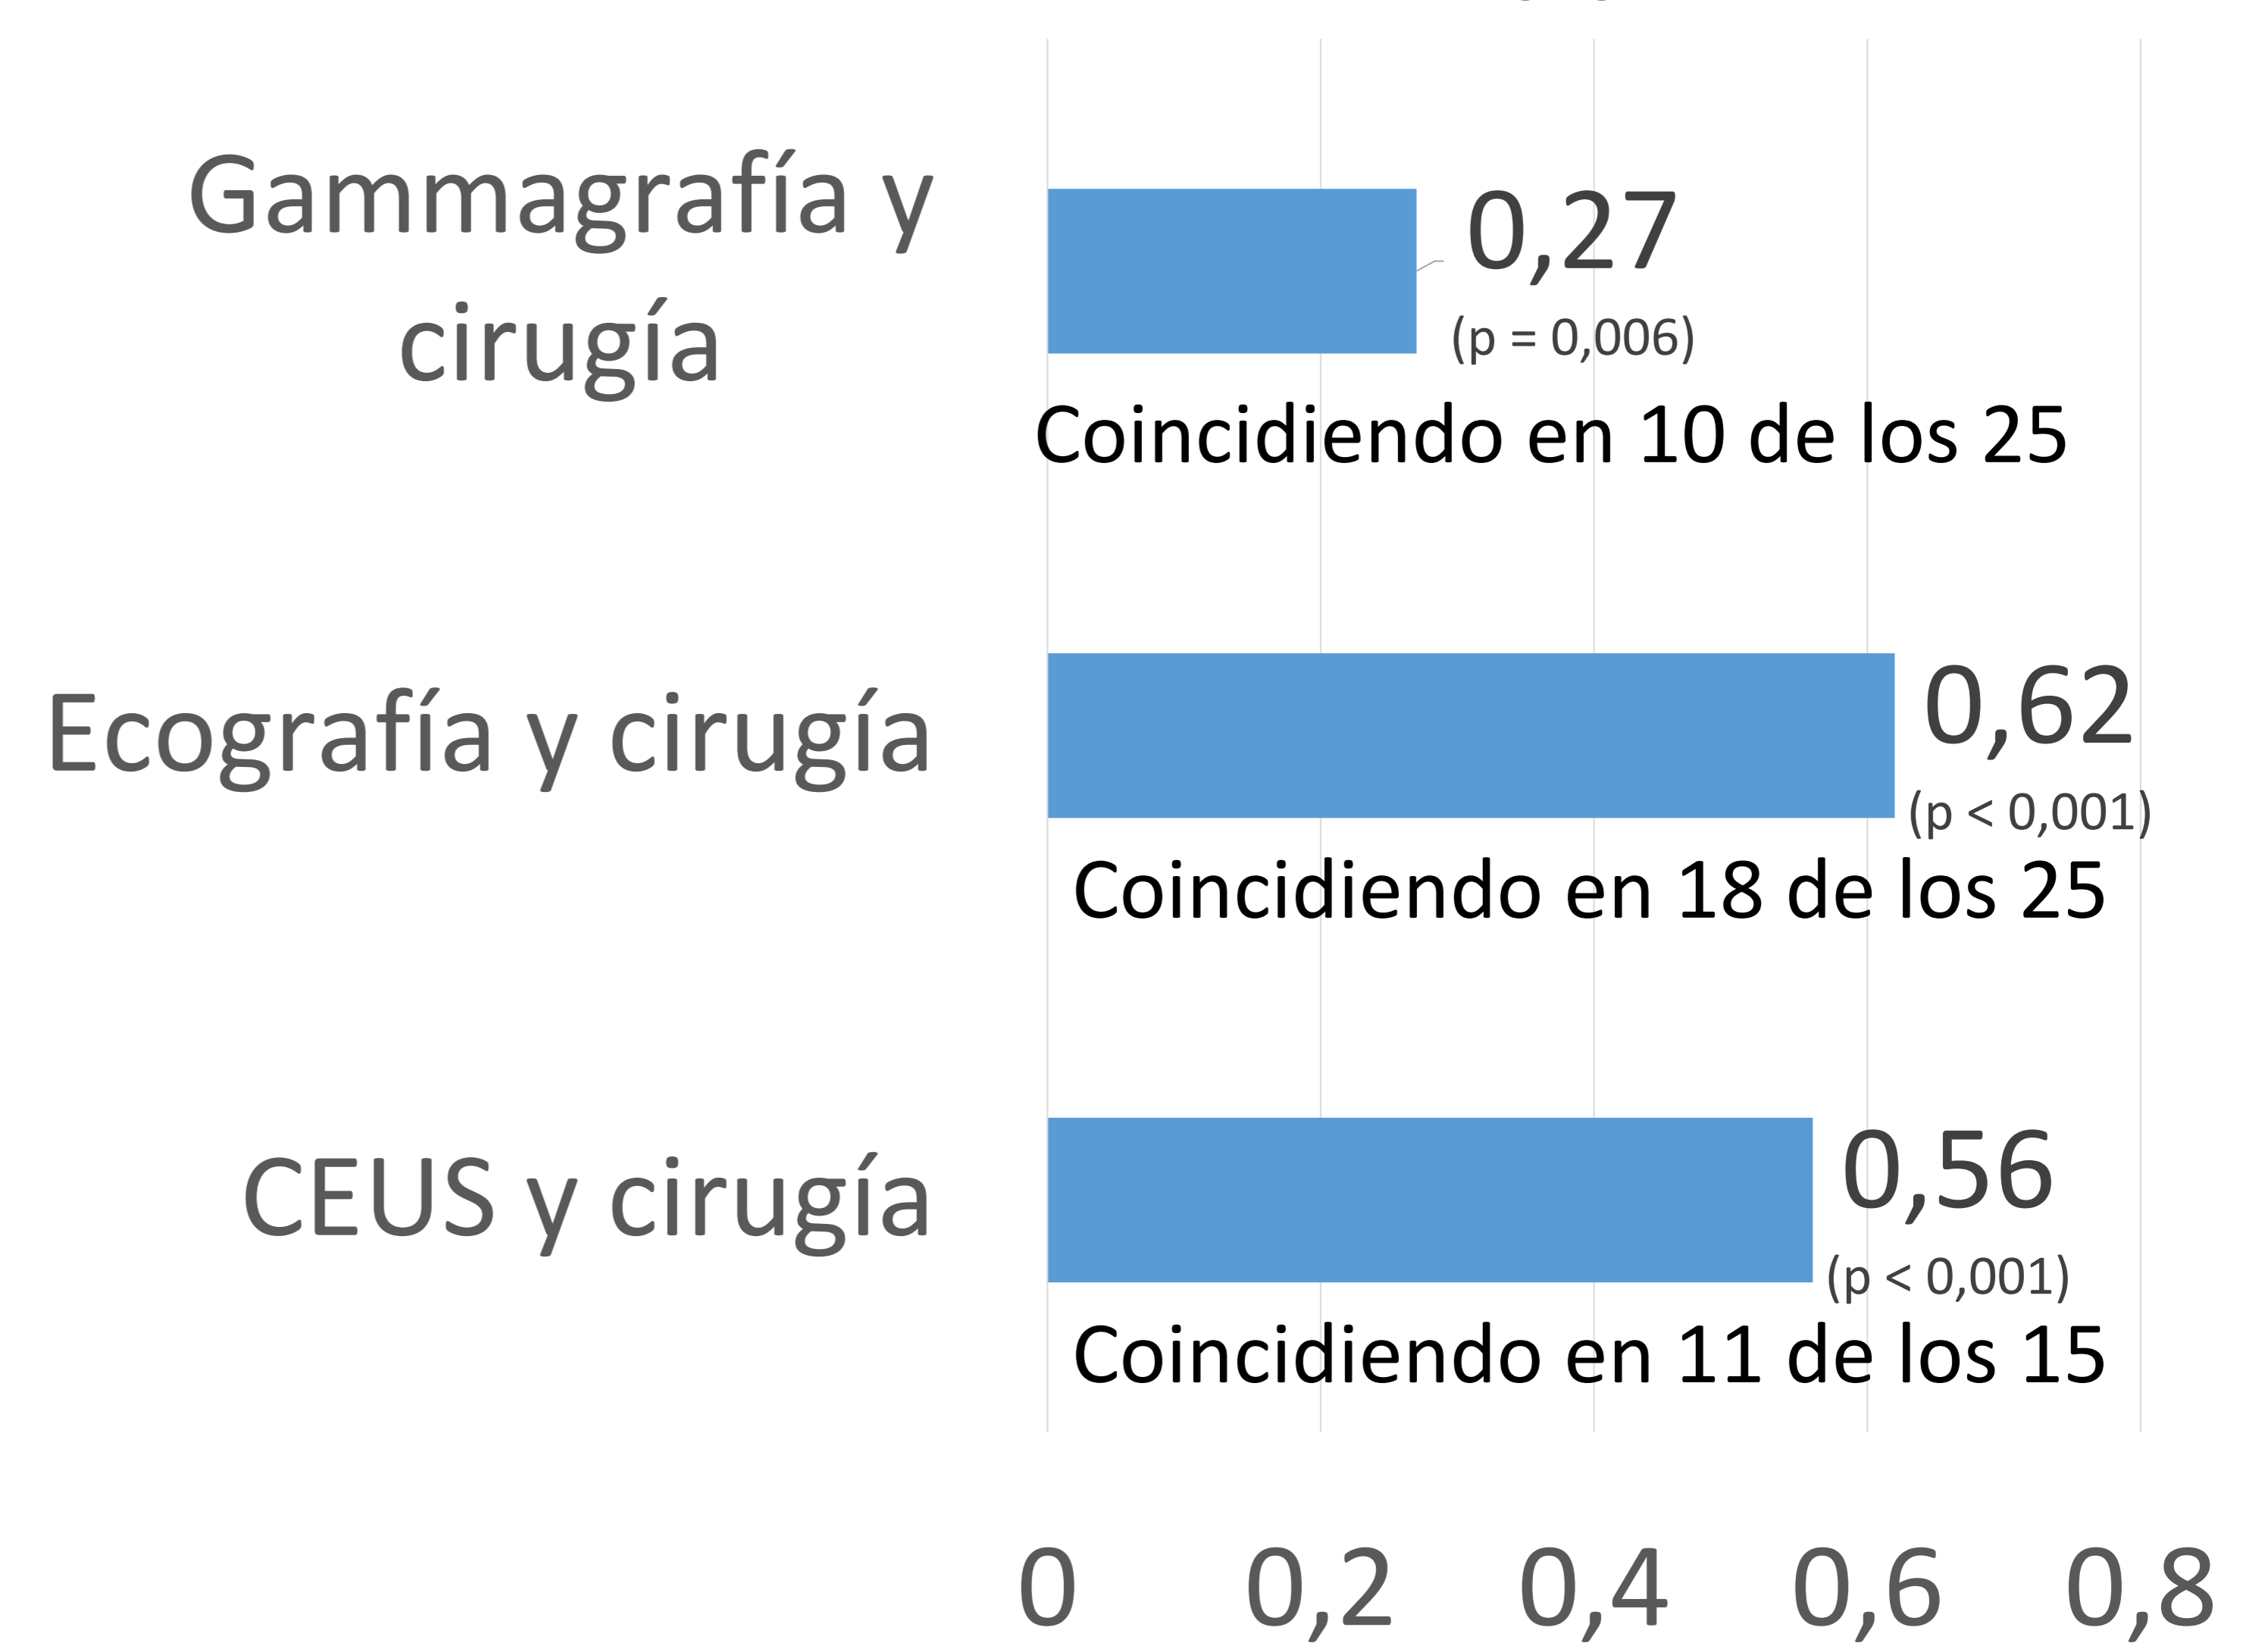 Gammagrafía y
cirugía
0,27
(p = 0,006)
Coincidiendo en 10 de los 25
Ecografía y cirugía
0,62
(p < 0,001)
Coincidiendo en 18 de los 25
CEUS y cirugía
0,56
(p < 0,001)
Coincidiendo en 11 de los 15
0 0,2 0,4 0,6 0,8